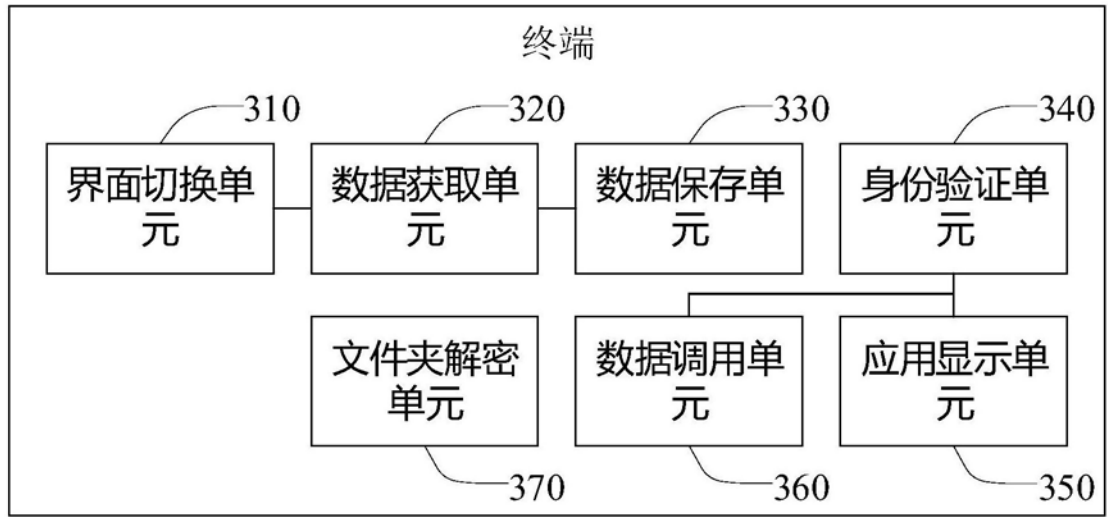 终端
310
320
330
340
界面切换单
元
数据获取单
元
数据保存单
元
身份验证单
元
文件夹解密
单元
数据调用单
元
应用显示单
元
370
360
350